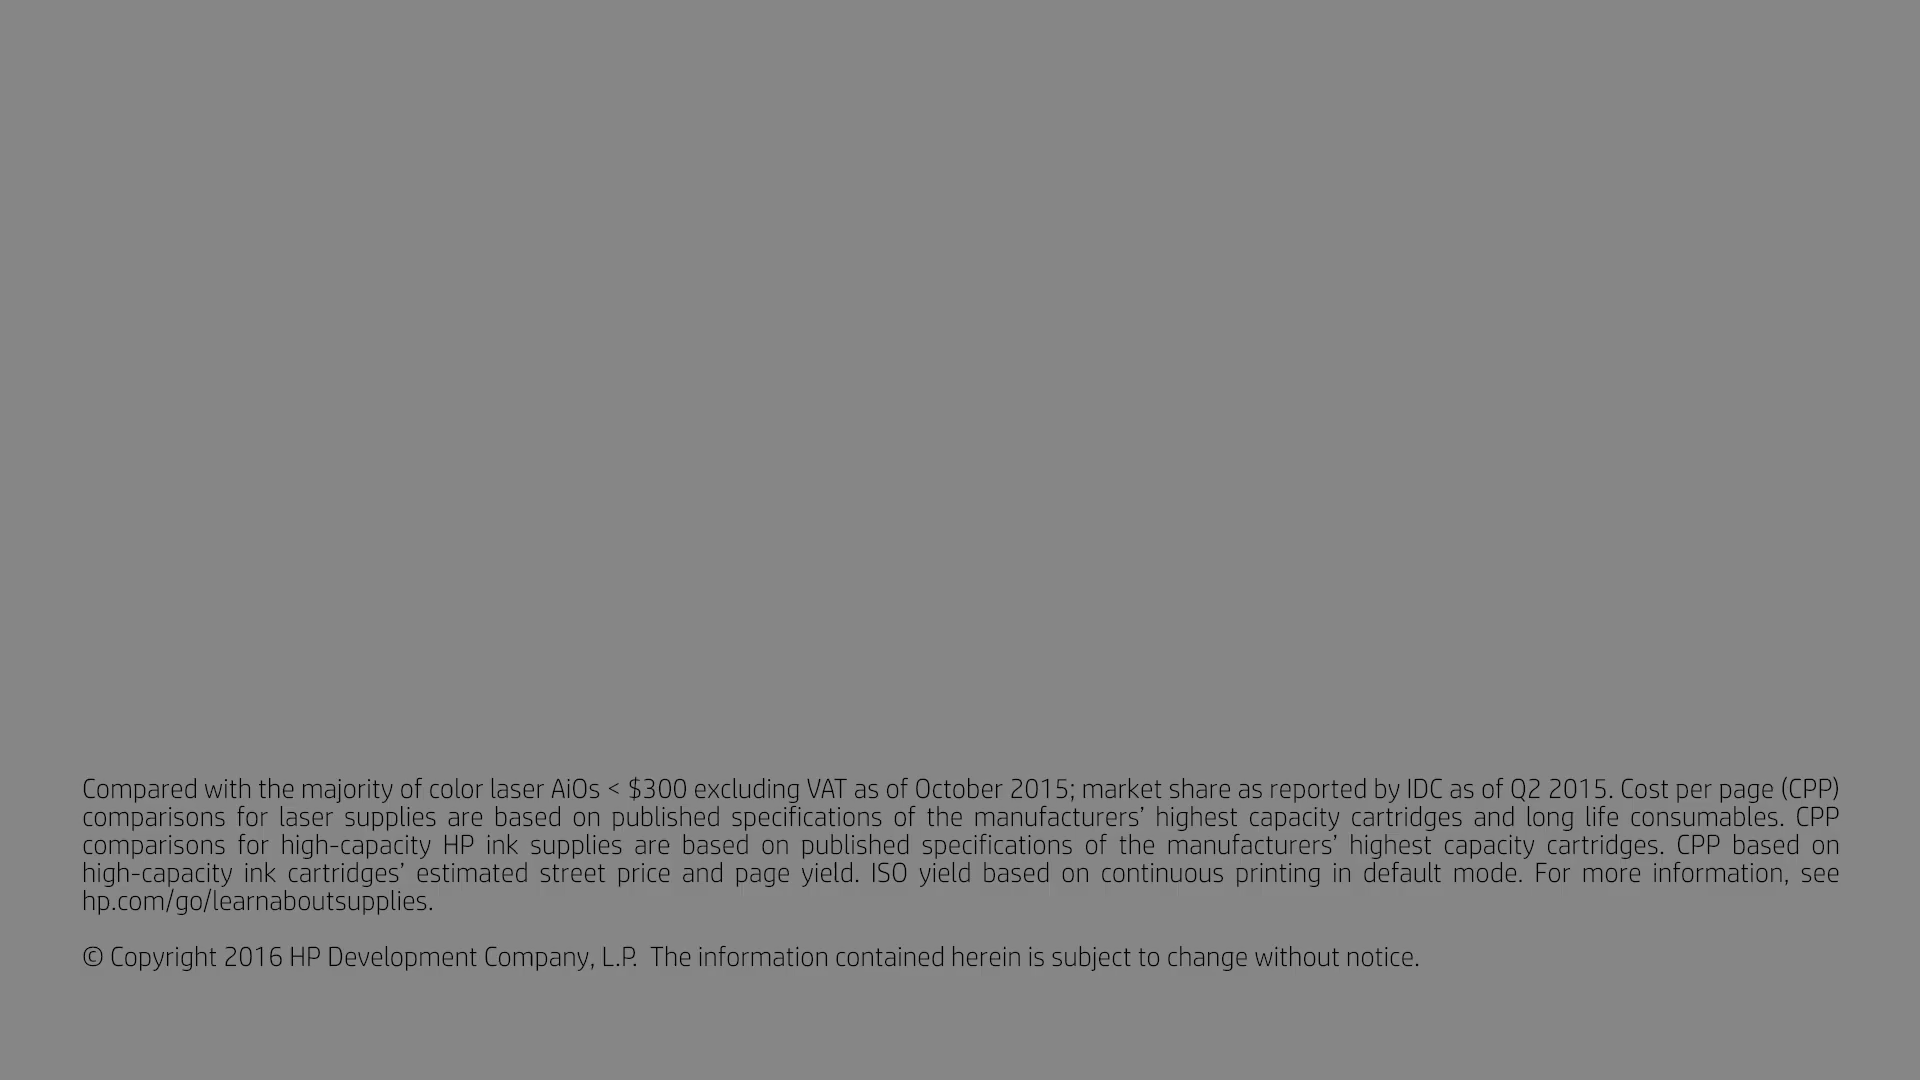 Compared with the majority of color laser AiOs < $300 excluding VAT as of October 2015; market share as reported by IDC as of Q2 2015. Cost per page (CPP)
comparisons for laser supplies are based on published specifications of the manufacturers’ highest capacity cartridges and long life consumables. CPP
comparisons for high-capacity HP ink supplies are based on published specifications of the manufacturers’ highest capacity cartridges. CPP based on
high-capacity ink cartridges’ estimated street price and page yield. ISO yield based on continuous printing in default mode. For more information, see
hp.com/go/learnaboutsupplies.
© Copyright 2016 HP Development Company, L.P. The information contained herein is subject to change without notice.